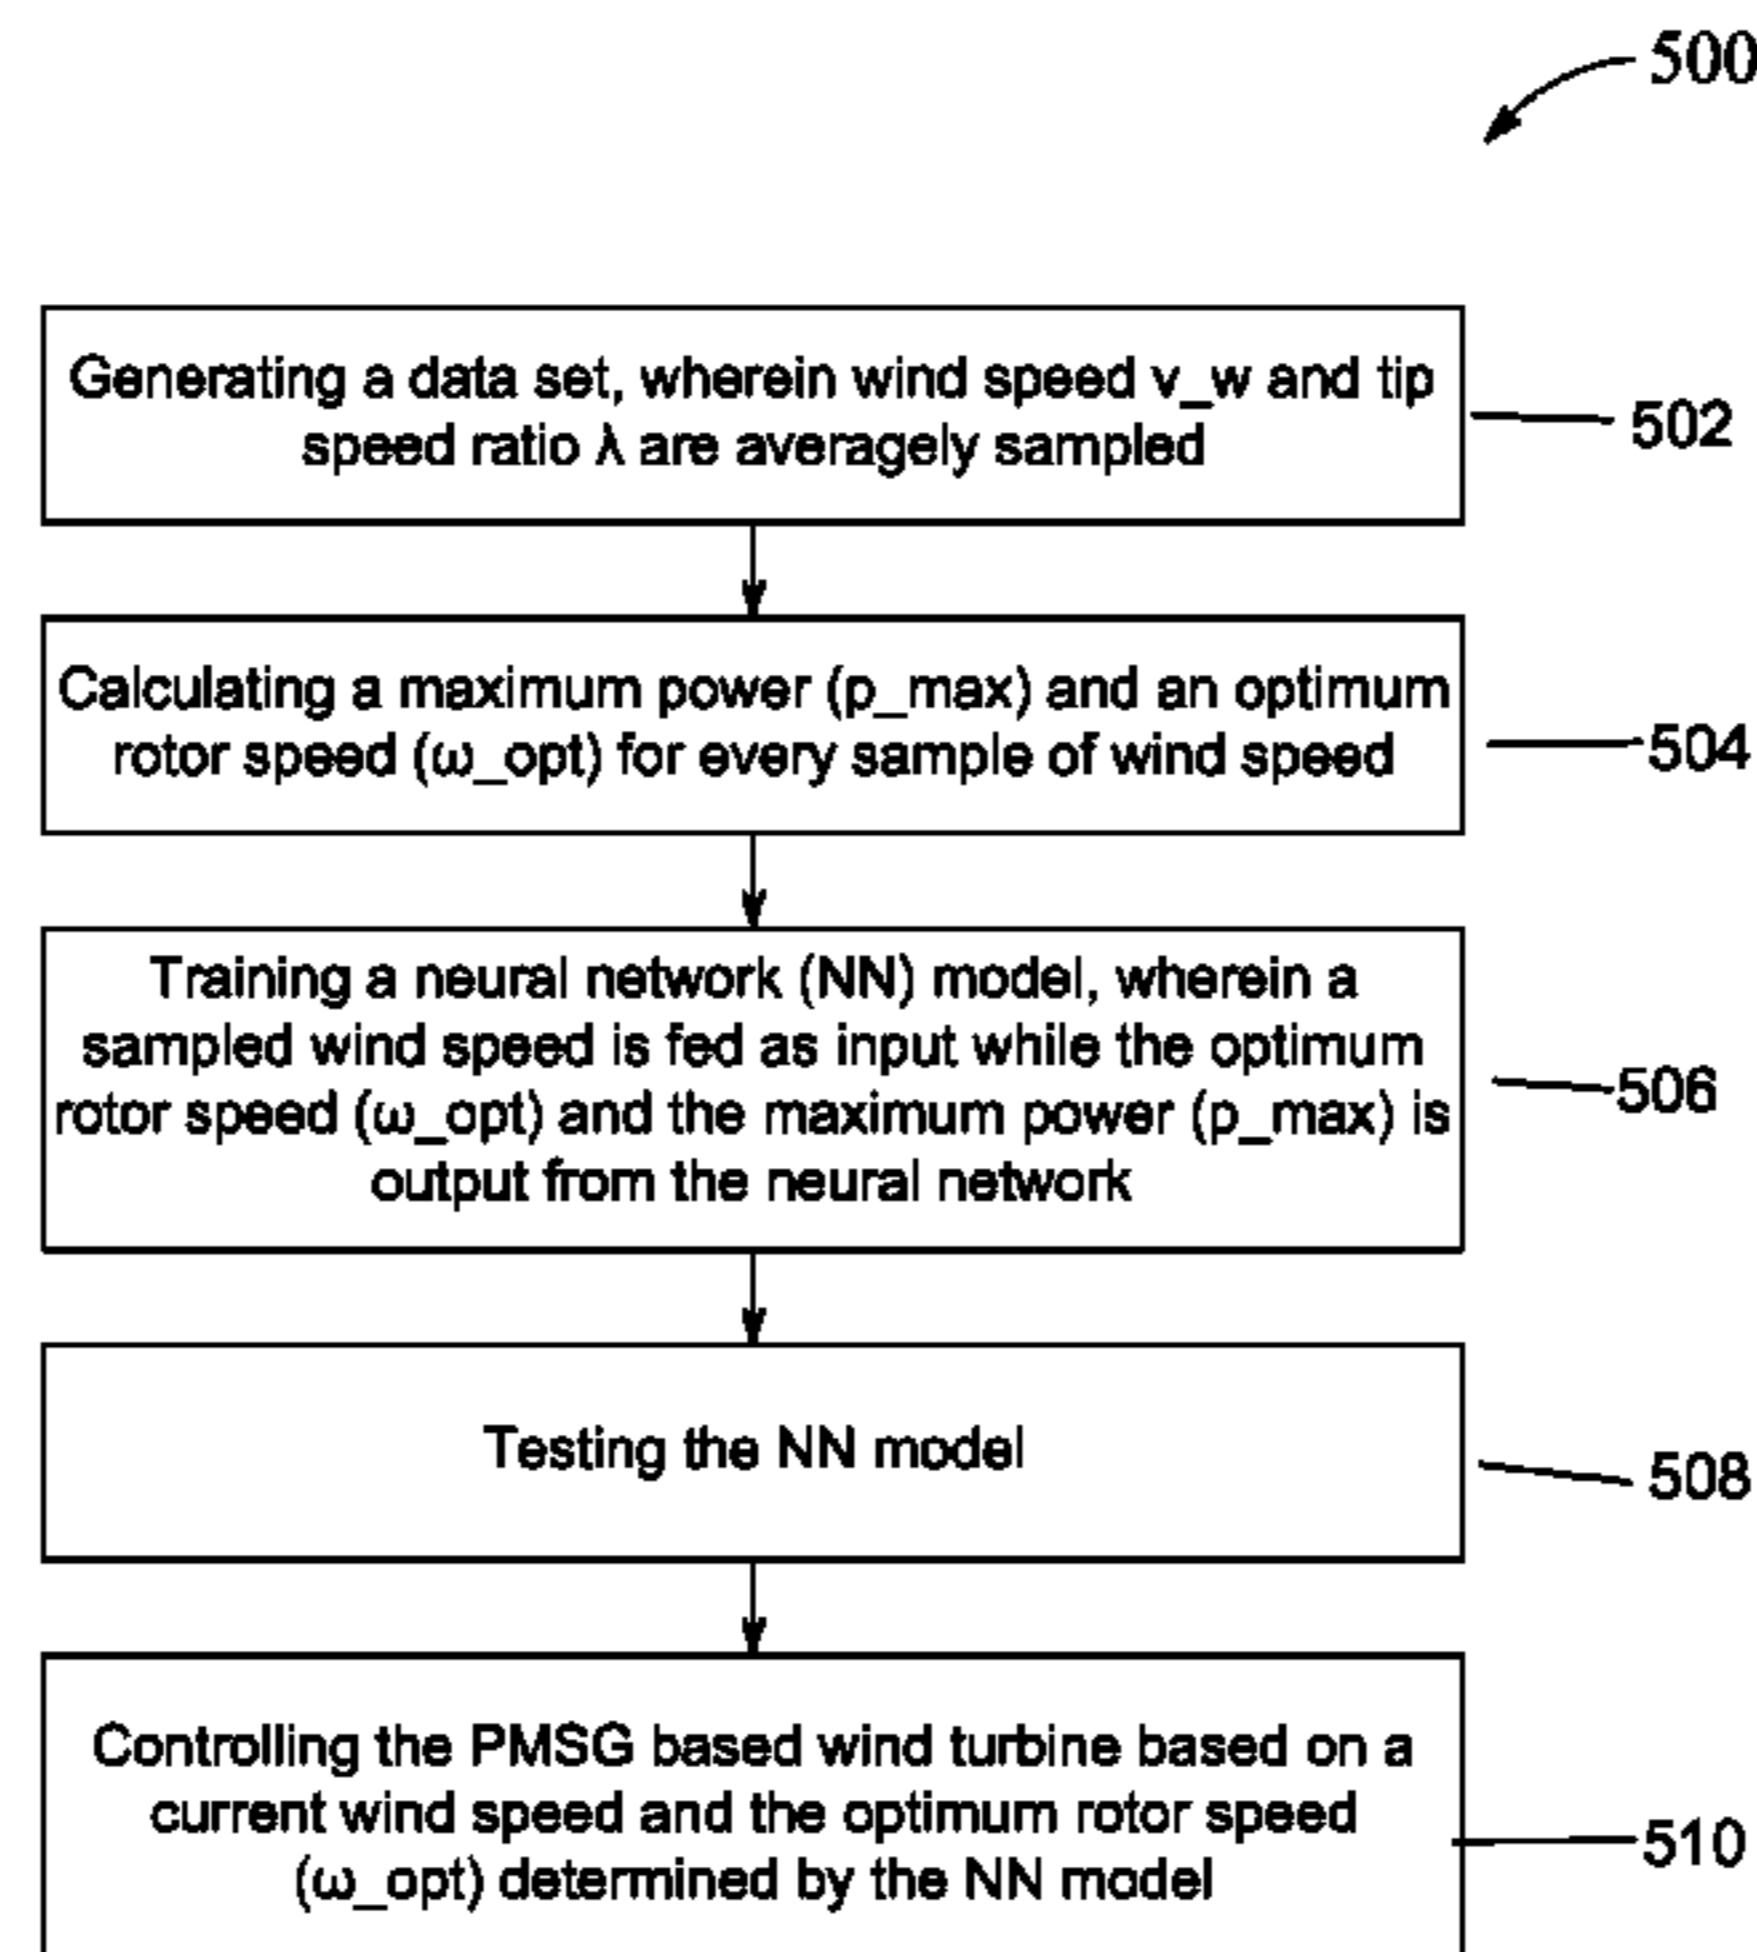 500
Generating a data set, wherein wind speed v_w and tip
speed ratio λ are averagely sampled
502
Calculating a maximum power (p_max) and an optimum
rotor speed (ω_opt) for every sample of wind speed
504
Training a neural network (NN) model, wherein a
sampled wind speed is fed as input while the optimum
rotor speed (ω_opt) and the maximum power (p_max) is
output from the neural network
506
Testing the NN model
508
Controlling the PMSG based wind turbine based on a
current wind speed and the optimum rotor speed
(ω_opt) determined by the NN model
510